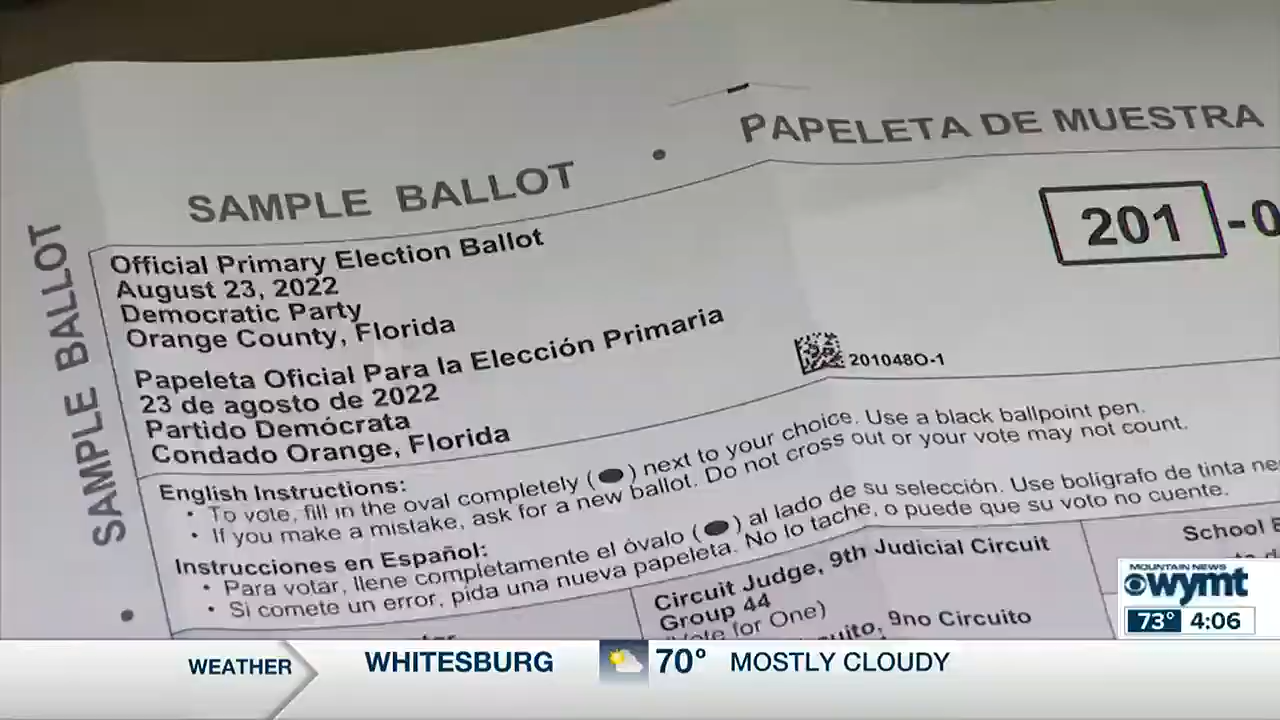 PAPELETA DE MUESTRA
SAMPLE BALLOT
SAMPLE BALLOT
201 -0
Official Primary Election Ballot
August 23, 2022
Democratic Party
Orange County, Florida
Papeleta Oficial Para la Elección Primaria
23 de agosto de 2022
Partido Demócrata
Condado Orange, Florida
201048O-1
English Instructions:
• To vote, fill in the oval completely ( ) next to your choice. Use a black ballpoint pen.
• If you make a mistake, ask for a new ballot. Do not cross out or your vote may not count.
Instrucciones en Español:
• Para votar, llene completamente el óvalo ( ) al lado de su selección. Use bolígrafo de tinta ne
• Si comete un error, pida una nueva papeleta. No lo tache, o puede que su voto no cuente.
Circuit Judge, 9th Judicial Circuit
Group 44
(Vote for One)
cuito, 9no Circuito
School
MOUNTAIN NEWS
wymt
73° 4:06
WEATHER WHITESBURG 70° MOSTLY CLOUDY